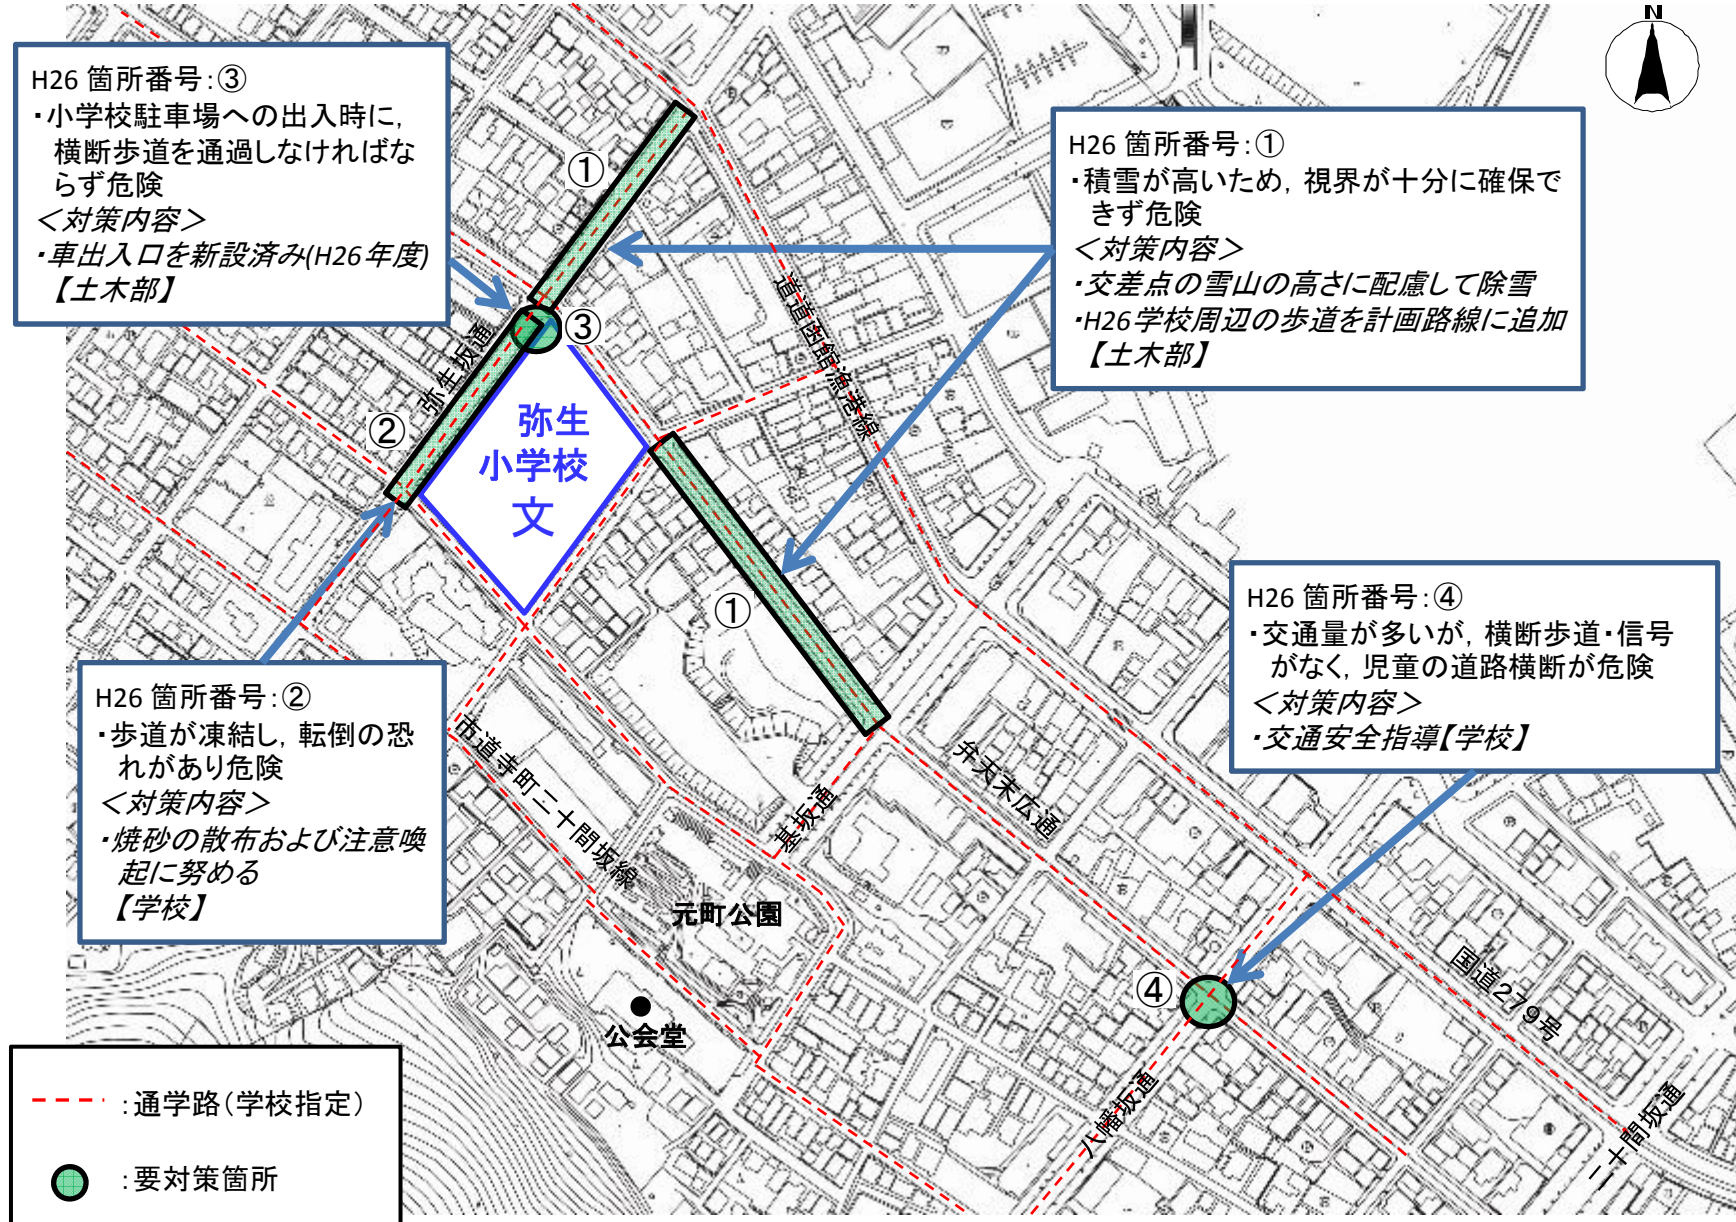 N
H26 箇所番号：③
・小学校駐車場への出入時に，
横断歩道を通過しなければな
らず危険
＜対策内容＞
・車出入口を新設済み(H26年度)
【土木部】
H26 箇所番号：①
・積雪が高いため，視界が十分に確保で
きず危険
＜対策内容＞
・交差点の雪山の高さに配慮して除雪
・H26学校周辺の歩道を計画路線に追加
【土木部】
①
③
②
弥生坂通
道道函館漁港線
弥生
小学校
文
①
H26 箇所番号：②
・歩道が凍結し，転倒の恐
れがあり危険
＜対策内容＞
・焼砂の散布および注意喚
起に努める
【学校】
H26 箇所番号：④
・交通量が多いが，横断歩道・信号
がなく，児童の道路横断が危険
＜対策内容＞
・交通安全指導【学校】
市道寺町二十間坂線
基坂通
弁天末広通
元町公園
公会堂
④
国道279号
八幡坂通
二十間坂通
：通学路（学校指定）
：要対策箇所